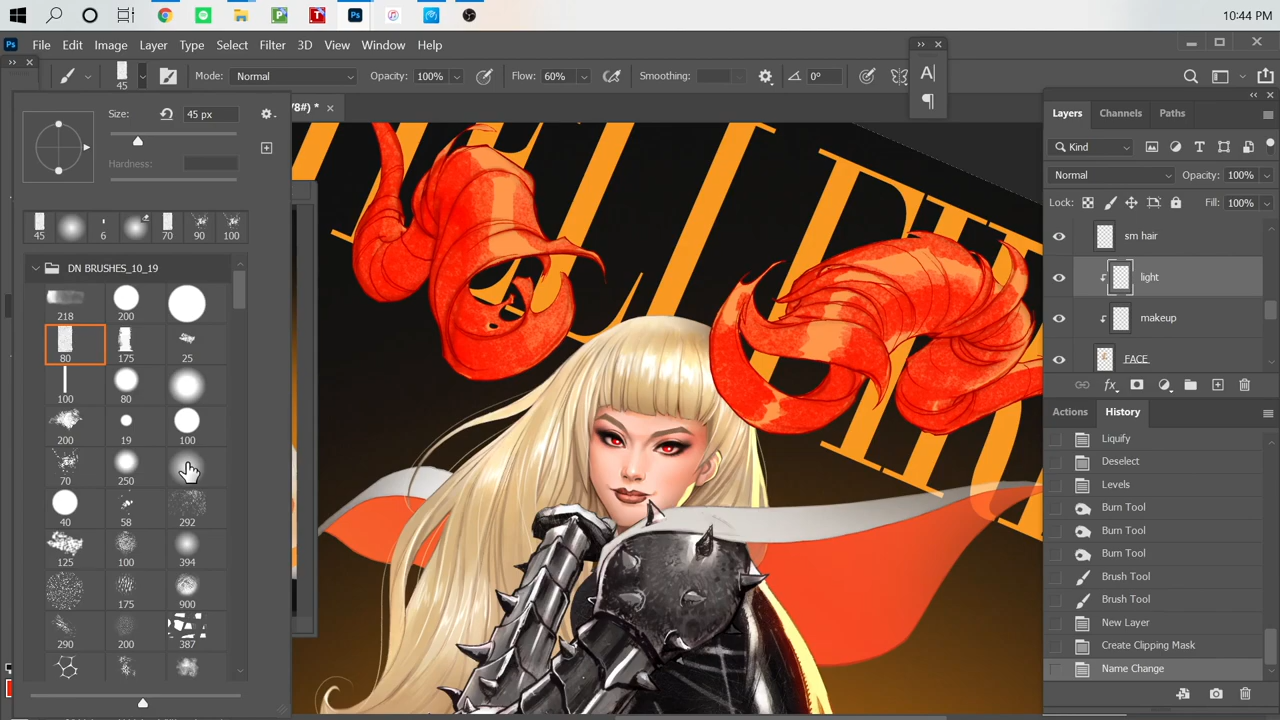 10:44 PM
Ps File Edit Image Layer Type Select Filter 3D View Window Help
45 Mode: Normal Opacity: 100% Flow: 60% Smoothing: 0°
Size: 45 px
Hardness:
45 6 70 90 100
DN BRUSHES_10_19
218 200
80 175 25
100 80
200 19 100
70 250
40 58 292
125 100 394
175 900
290 200 387
78#) *
Layers Channels Paths
Kind
Normal Opacity: 100%
Lock: Fill: 100%
sm hair
light
makeup
FACE
Actions History
Liquify
Deselect
Levels
Burn Tool
Burn Tool
Burn Tool
Brush Tool
Brush Tool
New Layer
Create Clipping Mask
Name Change